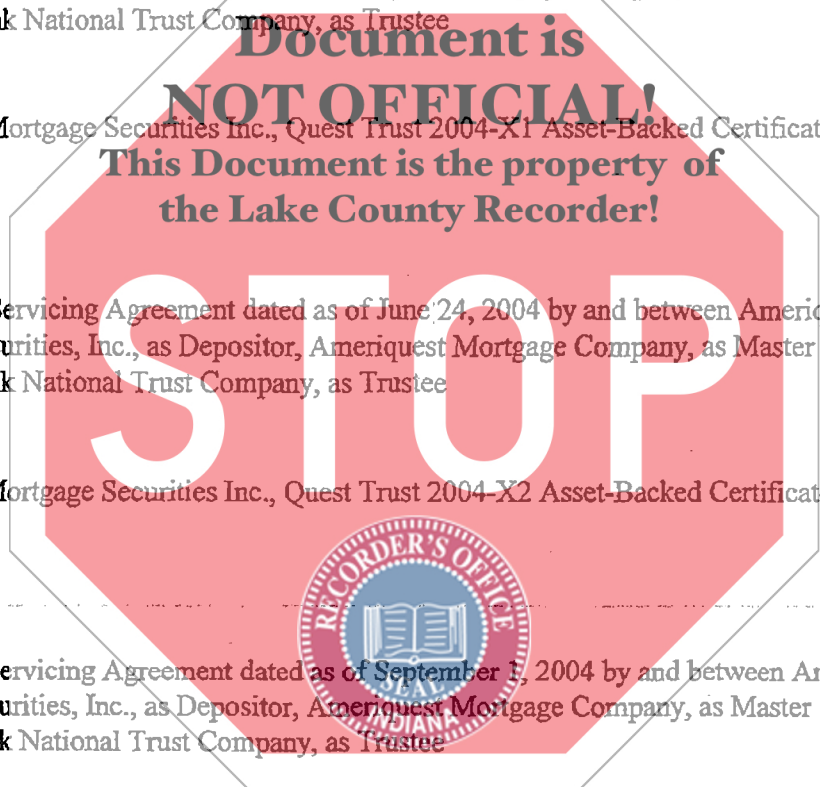 k National Trust Company, as Trustee
Document is
NOT OFFICIAL!
Mortgage Securities Inc., Quest Trust 2004-X1 Asset-Backed Certificat
This Document is the property of
the Lake County Recorder!
ervicing Agreement dated as of June 24, 2004 by and between Americ
urities, Inc., as Depositor, Ameriquest Mortgage Company, as Master
k National Trust Company, as Trustee
STOP
ortgage Securities Inc., Quest Trust 2004-X2 Asset-Backed Certificat
RECORDER'S OFFICE
SEAL
INDIANA
ervicing Agreement dated as of September 1, 2004 by and between Am
urities, Inc., as Depositor, Ameriquest Mortgage Company, as Master
k National Trust Company, as Trustee